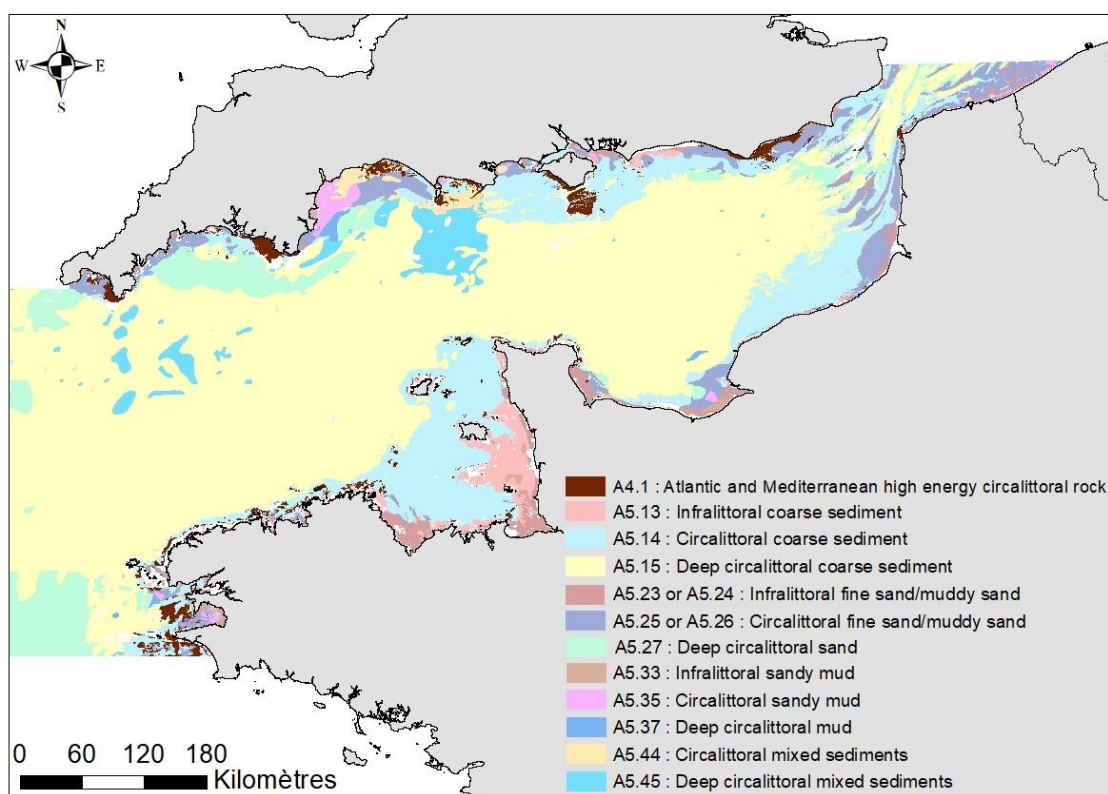 N
W E
S
A4.1 : Atlantic and Mediterranean high energy circalittoral rock
A5.13 : Infralittoral coarse sediment
A5.14 : Circalittoral coarse sediment
A5.15 : Deep circalittoral coarse sediment
A5.23 or A5.24 : Infralittoral fine sand/muddy sand
A5.25 or A5.26 : Circalittoral fine sand/muddy sand
A5.27 : Deep circalittoral sand
A5.33 : Infralittoral sandy mud
A5.35 : Circalittoral sandy mud
A5.37 : Deep circalittoral mud
A5.44 : Circalittoral mixed sediments
A5.45 : Deep circalittoral mixed sediments
0 60 120 180
Kilomètres